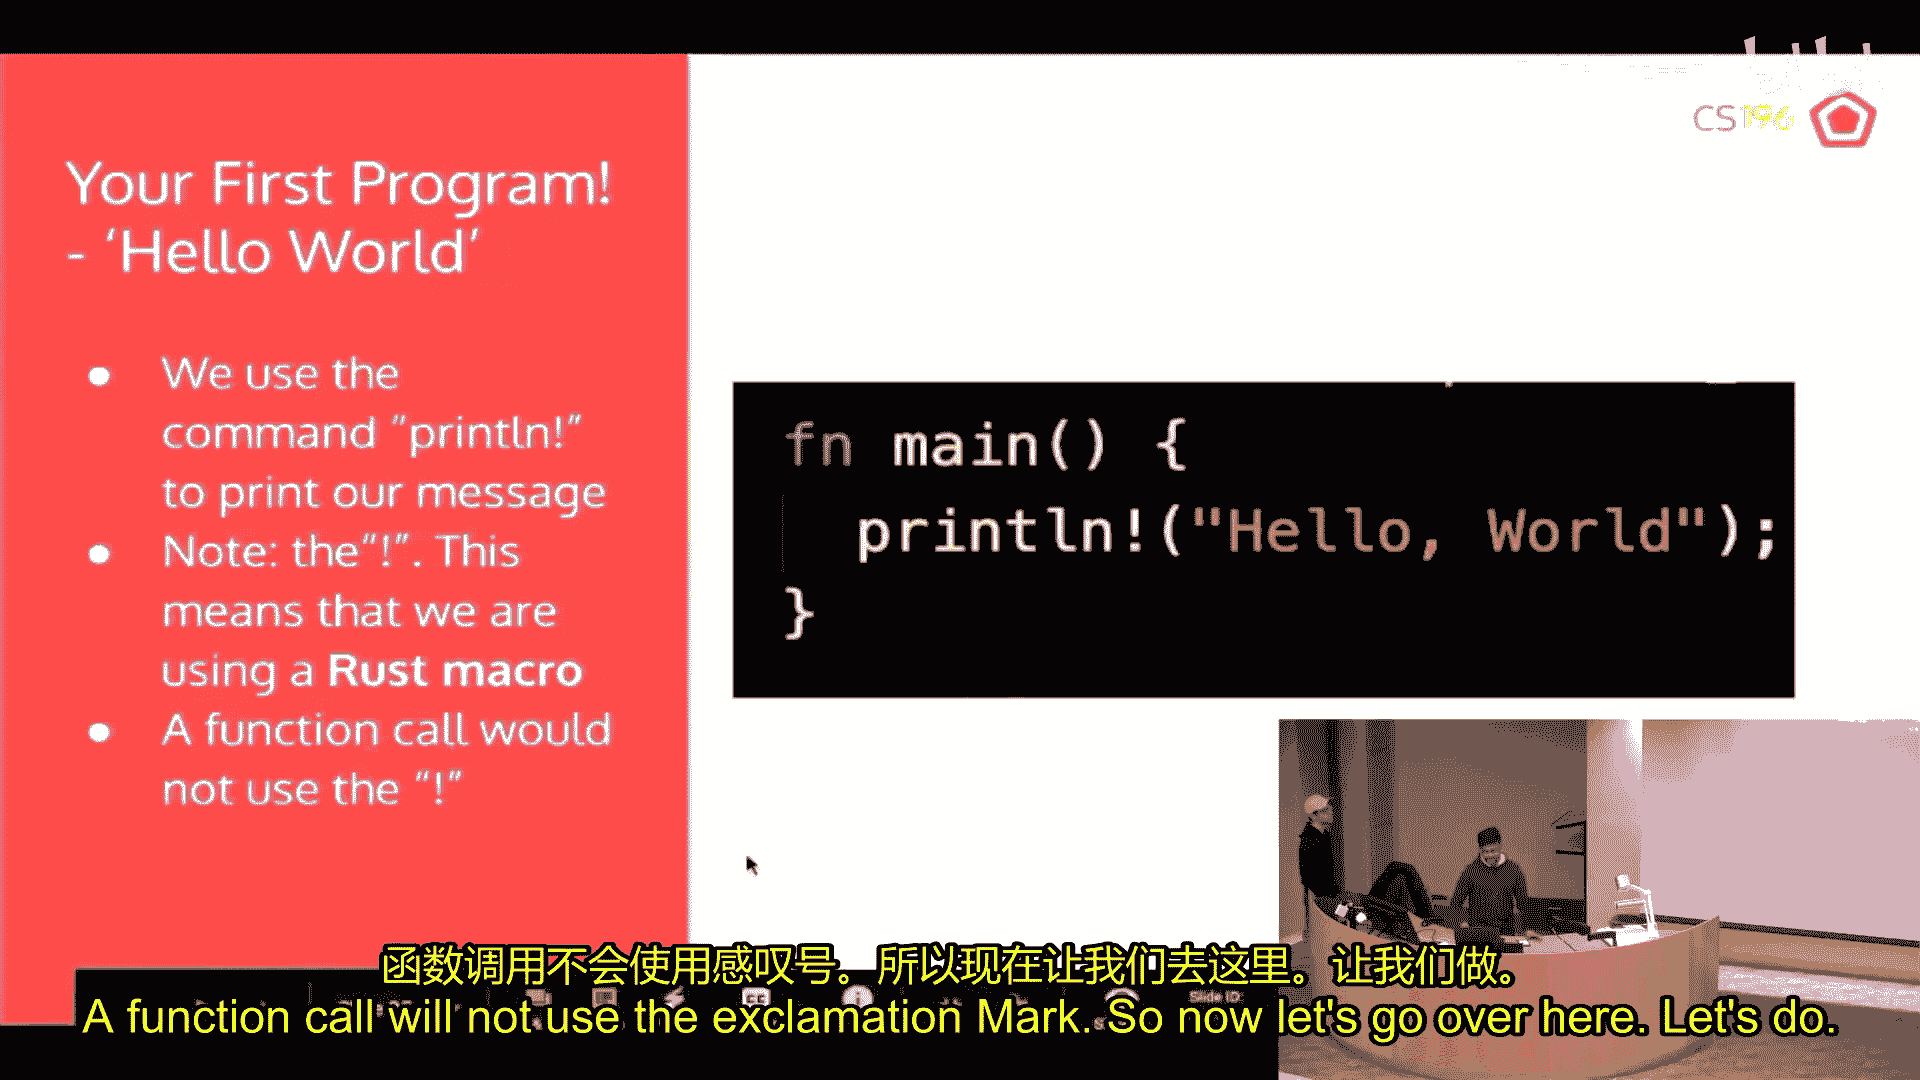 CS196
Your First Program!
- ‘Hello World’
● We use the
command “println!”
to print our message
● Note: the“!”. This
means that we are
using a Rust macro
● A function call would
not use the “!”
fn main() {
println!("Hello, World");
}
Slide ID:
函数调用不会使用感叹号。所以现在让我们去这里。让我们做。
A function call will not use the exclamation Mark. So now let's go over here. Let's do.